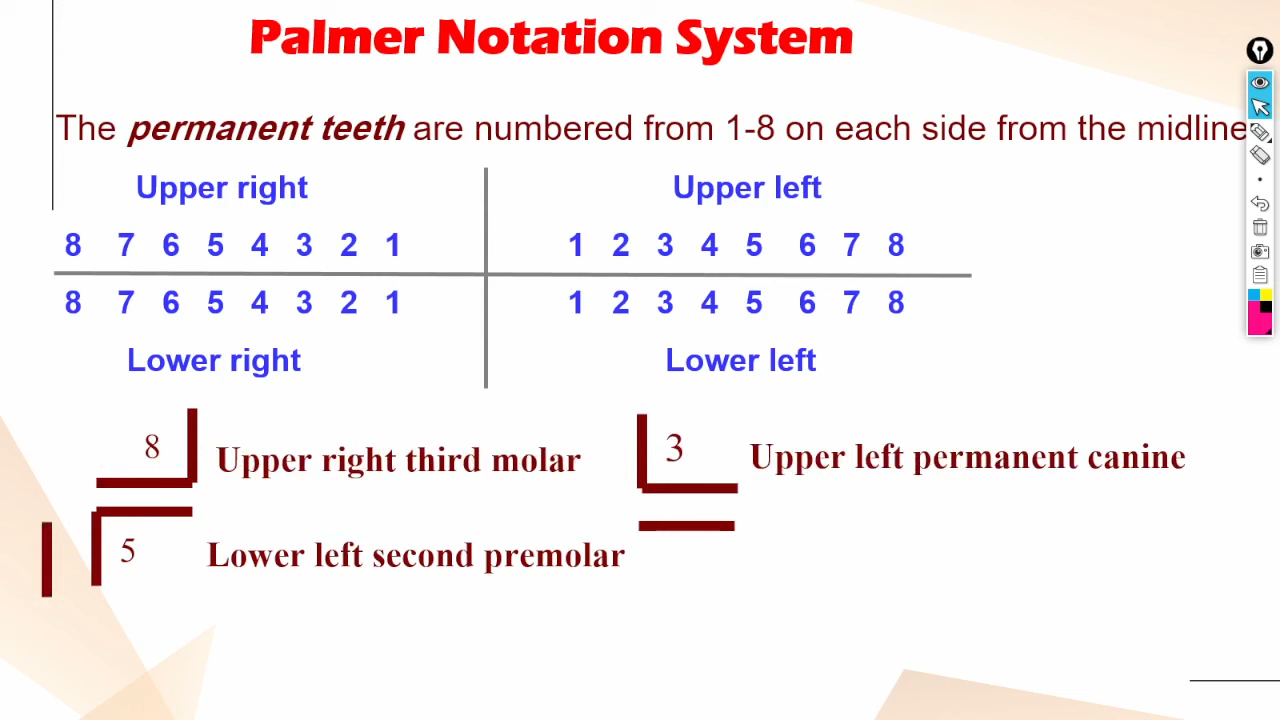 Palmer Notation System
The permanent teeth are numbered from 1-8 on each side from the midline
Upper right Upper left
8 7 6 5 4 3 2 1 1 2 3 4 5 6 7 8
8 7 6 5 4 3 2 1 1 2 3 4 5 6 7 8
Lower right Lower left
8 Upper right third molar 3 Upper left permanent canine
5 Lower left second premolar